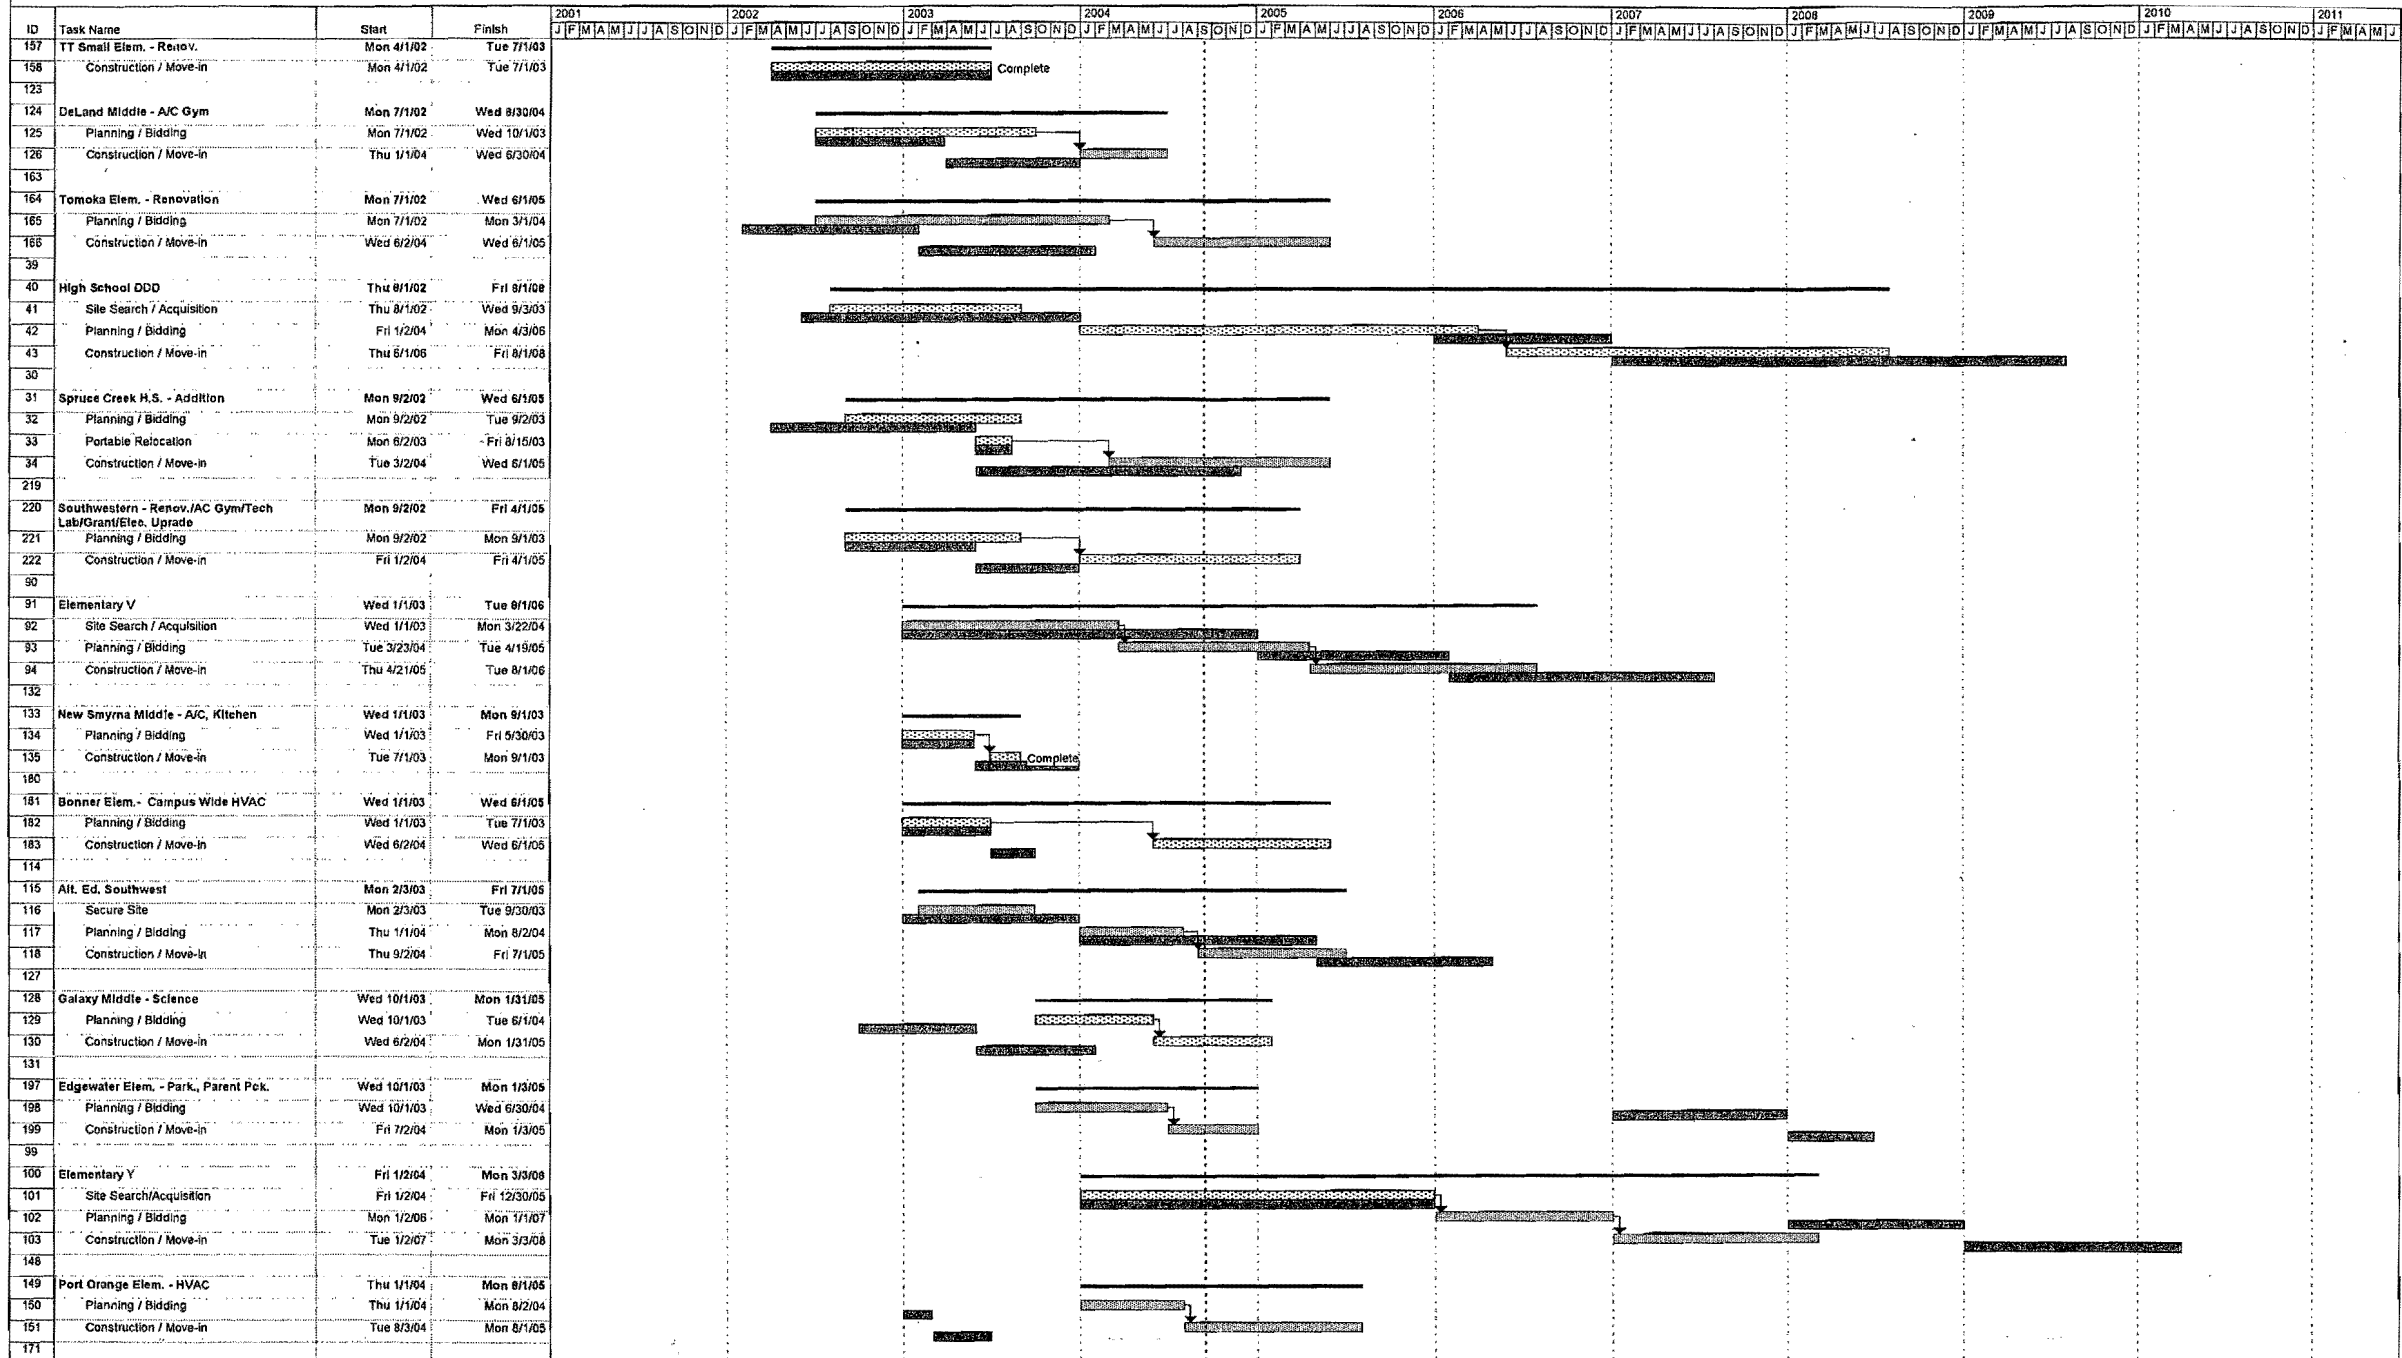 2001 2002 2003 2004 2005 2006 2007 2008 2009 2010 2011
ID Task Name Start Finish J F M A M J J A S O N D J F M A M J J A S O N D J F M A M J J A S O N D J F M A M J J A S O N D J F M A M J J A S O N D J F M A M J J A S O N D J F M A M J J A S O N D J F M A M J J A S O N D J F M A M J J A S O N D J F M A M J J A S O N D J F M A M J
157 TT Small Elem. - Renov. Mon 4/1/02 Tue 7/1/03
158 Construction / Move-in Mon 4/1/02 Tue 7/1/03 Complete
123
124 DeLand Middle - A/C Gym Mon 7/1/02 Wed 6/30/04
125 Planning / Bidding Mon 7/1/02 Wed 10/1/03
126 Construction / Move-in Thu 1/1/04 Wed 6/30/04
163
164 Tomoka Elem. - Renovation Mon 7/1/02 Wed 6/1/05
165 Planning / Bidding Mon 7/1/02 Mon 3/1/04
166 Construction / Move-in Wed 6/2/04 Wed 6/1/05
39
40 High School DDD Thu 8/1/02 Fri 8/1/08
41 Site Search / Acquisition Thu 8/1/02 Wed 9/3/03
42 Planning / Bidding Fri 1/2/04 Mon 4/3/06
43 Construction / Move-in Thu 6/1/06 Fri 8/1/08
30
31 Spruce Creek H.S. - Addition Mon 9/2/02 Wed 6/1/05
32 Planning / Bidding Mon 9/2/02 Tue 9/2/03
33 Portable Relocation Mon 6/2/03 Fri 8/15/03
34 Construction / Move-in Tue 3/2/04 Wed 6/1/05
219
220 Southwestern - Renov./AC Gym/Tech Mon 9/2/02 Fri 4/1/05
Lab/Grant/Elec. Uprade
221 Planning / Bidding Mon 9/2/02 Mon 9/1/03
222 Construction / Move-in Fri 1/2/04 Fri 4/1/05
90
91 Elementary V Wed 1/1/03 Tue 8/1/06
92 Site Search / Acquisition Wed 1/1/03 Mon 3/22/04
93 Planning / Bidding Tue 3/23/04 Tue 4/19/05
94 Construction / Move-in Thu 4/21/05 Tue 8/1/06
132
133 New Smyrna Middle - A/C, Kitchen Wed 1/1/03 Mon 9/1/03
134 Planning / Bidding Wed 1/1/03 Fri 5/30/03
135 Construction / Move-in Tue 7/1/03 Mon 9/1/03 Complete
180
181 Bonner Elem.- Campus Wide HVAC Wed 1/1/03 Wed 6/1/05
182 Planning / Bidding Wed 1/1/03 Tue 7/1/03
183 Construction / Move-in Wed 6/2/04 Wed 6/1/05
114
115 Alt. Ed. Southwest Mon 2/3/03 Fri 7/1/05
116 Secure Site Mon 2/3/03 Tue 9/30/03
117 Planning / Bidding Thu 1/1/04 Mon 8/2/04
118 Construction / Move-in Thu 9/2/04 Fri 7/1/05
127
128 Galaxy Middle - Science Wed 10/1/03 Mon 1/31/05
129 Planning / Bidding Wed 10/1/03 Tue 6/1/04
130 Construction / Move-in Wed 6/2/04 Mon 1/31/05
131
197 Edgewater Elem. - Park., Parent Pck. Wed 10/1/03 Mon 1/3/05
198 Planning / Bidding Wed 10/1/03 Wed 6/30/04
199 Construction / Move-in Fri 7/2/04 Mon 1/3/05
99
100 Elementary Y Fri 1/2/04 Mon 3/3/08
101 Site Search/Acquisition Fri 1/2/04 Fri 12/30/05
102 Planning / Bidding Mon 1/2/06 Mon 1/1/07
103 Construction / Move-in Tue 1/2/07 Mon 3/3/08
148
149 Port Orange Elem. - HVAC Thu 1/1/04 Mon 8/1/05
150 Planning / Bidding Thu 1/1/04 Mon 8/2/04
151 Construction / Move-in Tue 8/3/04 Mon 8/1/05
171